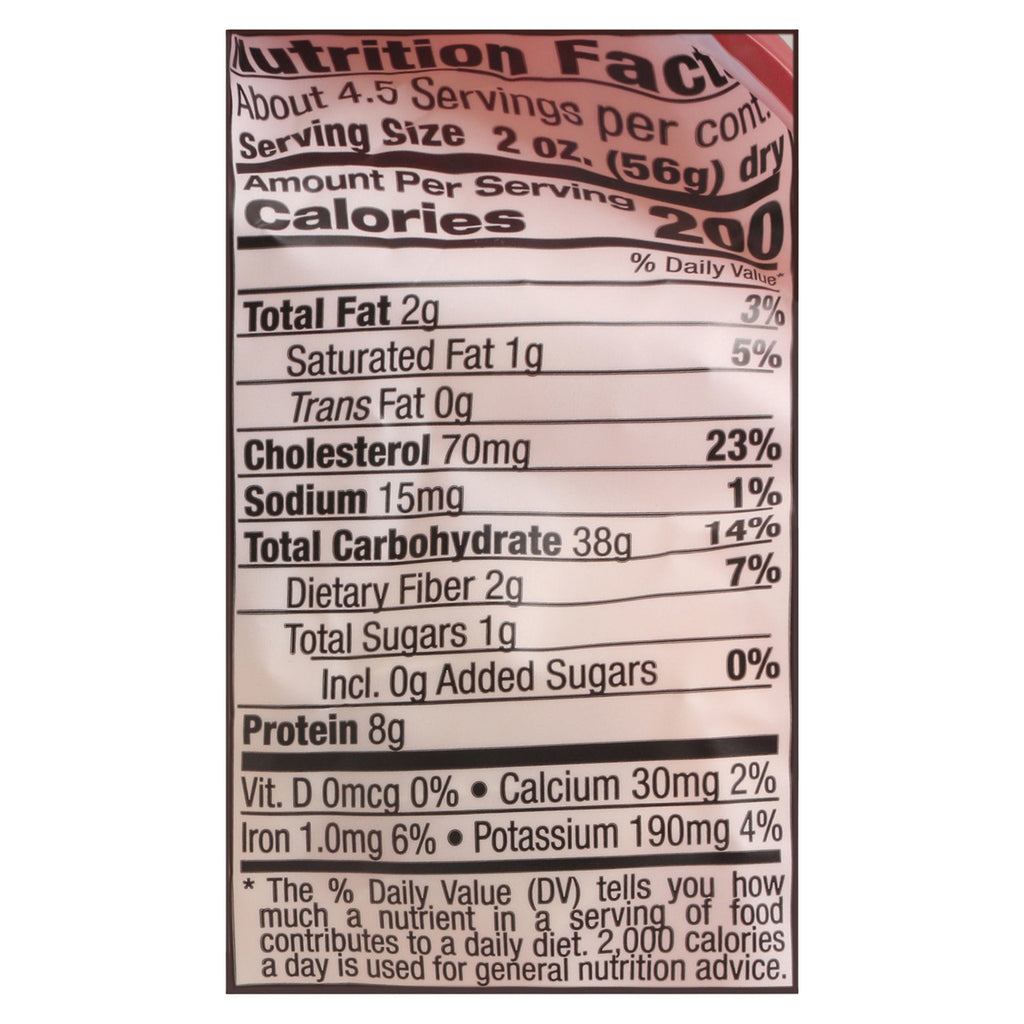 Nutrition Facts
About 4.5 Servings per cont.
Serving Size 2 oz. (56g) dry
Amount Per Serving
Calories 200
% Daily Value*
Total Fat 2g 3%
Saturated Fat 1g 5%
Trans Fat 0g
Cholesterol 70mg 23%
Sodium 15mg 1%
Total Carbohydrate 38g 14%
Dietary Fiber 2g 7%
Total Sugars 1g
Incl. 0g Added Sugars 0%
Protein 8g
Vit. D 0mcg 0% • Calcium 30mg 2%
Iron 1.0mg 6% • Potassium 190mg 4%
* The % Daily Value (DV) tells you how
much a nutrient in a serving of food
contributes to a daily diet. 2,000 calories
a day is used for general nutrition advice.